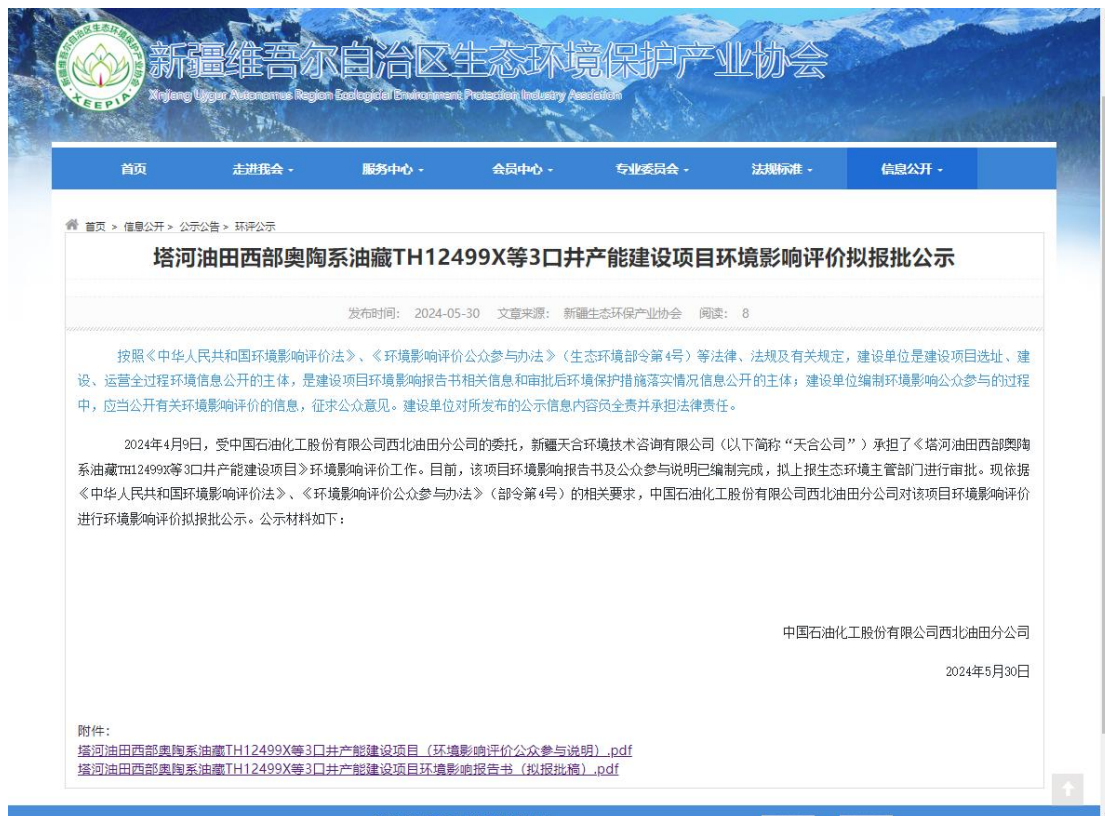 新疆维吾尔自治区生态环境保护产业协会
XEEPIA
首页
走进我会
服务中心
会员中心
专业委员会
法规标准
信息公开
首页 > 信息公开 > 公示公告 > 环评公示
塔河油田西部奥陶系油藏TH12499X等3口井产能建设项目环境影响评价拟报批公示
发布时间: 2024-05-30 文章来源: 新疆生态环保产业协会 阅读: 8
按照《中华人民共和国环境影响评价法》、《环境影响评价公众参与办法》（生态环境部令第4号）等法律、法规及有关规定，建设单位是建设项目选址、建
设、运营全过程环境信息公开的主体，是建设项目环境影响报告书相关信息和审批后环境保护措施落实情况信息公开的主体；建设单位编制环境影响公众参与的过程
中，应当公开有关环境影响评价的信息，征求公众意见。建设单位对所发布的公示信息内容负全责并承担法律责任。
2024年4月9日，受中国石油化工股份有限公司西北油田分公司的委托，新疆天合环境技术咨询有限公司（以下简称“天合公司”）承担了《塔河油田西部奥陶
系油藏TH12499X等3口井产能建设项目》环境影响评价工作。目前，该项目环境影响报告书及公众参与说明已编制完成，拟上报生态环境主管部门进行审批。现依据
《中华人民共和国环境影响评价法》、《环境影响评价公众参与办法》（部令第4号）的相关要求，中国石油化工股份有限公司西北油田分公司对该项目环境影响评价
进行环境影响评价拟报批公示。公示材料如下：
中国石油化工股份有限公司西北油田分公司
2024年5月30日
附件：
塔河油田西部奥陶系油藏TH12499X等3口井产能建设项目（环境影响评价公众参与说明）.pdf
塔河油田西部奥陶系油藏TH12499X等3口井产能建设项目环境影响报告书（拟报批稿）.pdf